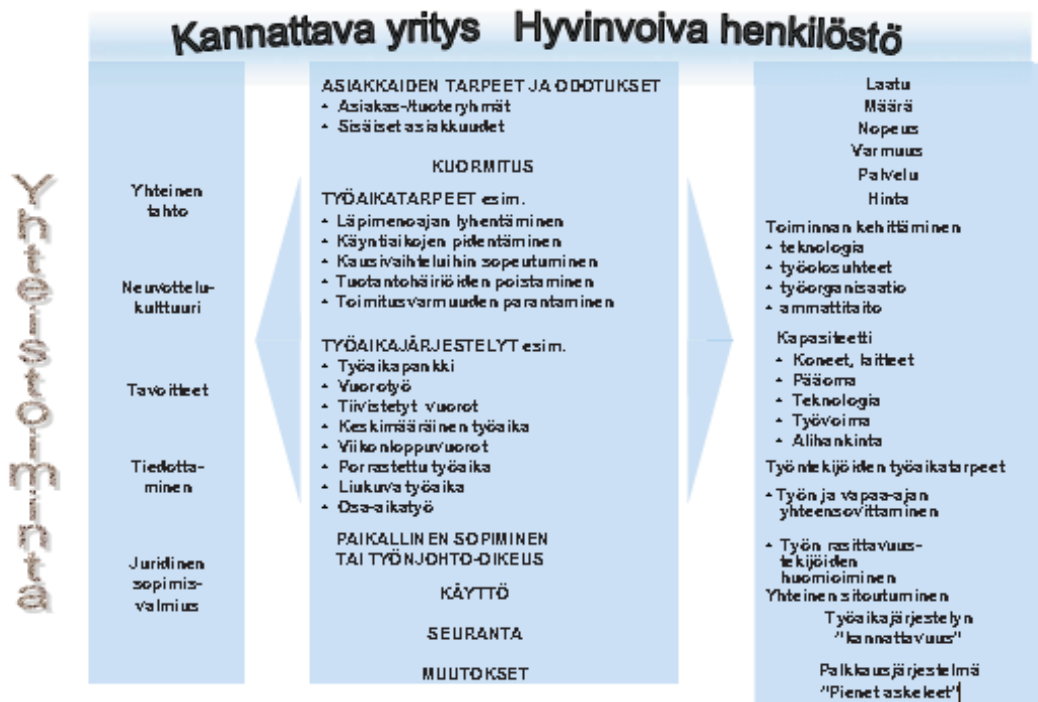 Kannattava yritys Hyvinvoiva henkilöstö
Yhteistoiminta
Yhteinen
tahto
Neuvottelu-
kulttuuri
Tavoitteet
Tiedotta-
minen
Juridinen
sopimis-
valmius
ASIAKKAIDEN TARPEET JA ODOTUKSET
• Asiakas-/tuoteryhmät
• Sisäiset asiakkuudet
KUORMITUS
TYÖAIKATARPEET esim.
• Läpimenoajan lyhentäminen
• Käyntiaikojen pidentäminen
• Kausivaihteluihin sopeutuminen
• Tuotantohäiriöiden poistaminen
• Toimitusvarmuuden parantaminen
TYÖAIKAJÄRJESTELYT esim.
• Työaikapankki
• Vuorotyö
• Tiivistetyt vuorot
• Keskimääräinen työaika
• Viikonloppuvuorot
• Porrastettu työaika
• Liukuva työaika
• Osa-aikatyö
PAIKALLINEN SOPIMINEN
TAI TYÖNJOHTO-OIKEUS
KÄYTTÖ
SEURANTA
MUUTOKSET
Laatu
Määrä
Nopeus
Varmuus
Palvelu
Hinta
Toiminnan kehittäminen
• teknologia
• työolosuhteet
• työorganisaatio
• ammattitaito
Kapasiteetti
• Koneet, laitteet
• Pääoma
• Teknologia
• Työvoima
• Alihankinta
Työntekijöiden työaikatarpeet
• Työn ja vapaa-ajan
yhteensovittaminen
• Työn rasittavuus-
tekijöiden
huomioiminen
Yhteinen sitoutuminen
Työaikajärjestelyn
"kannattavuus"
Palkkausjärjestelmä
"Pienet askeleet"